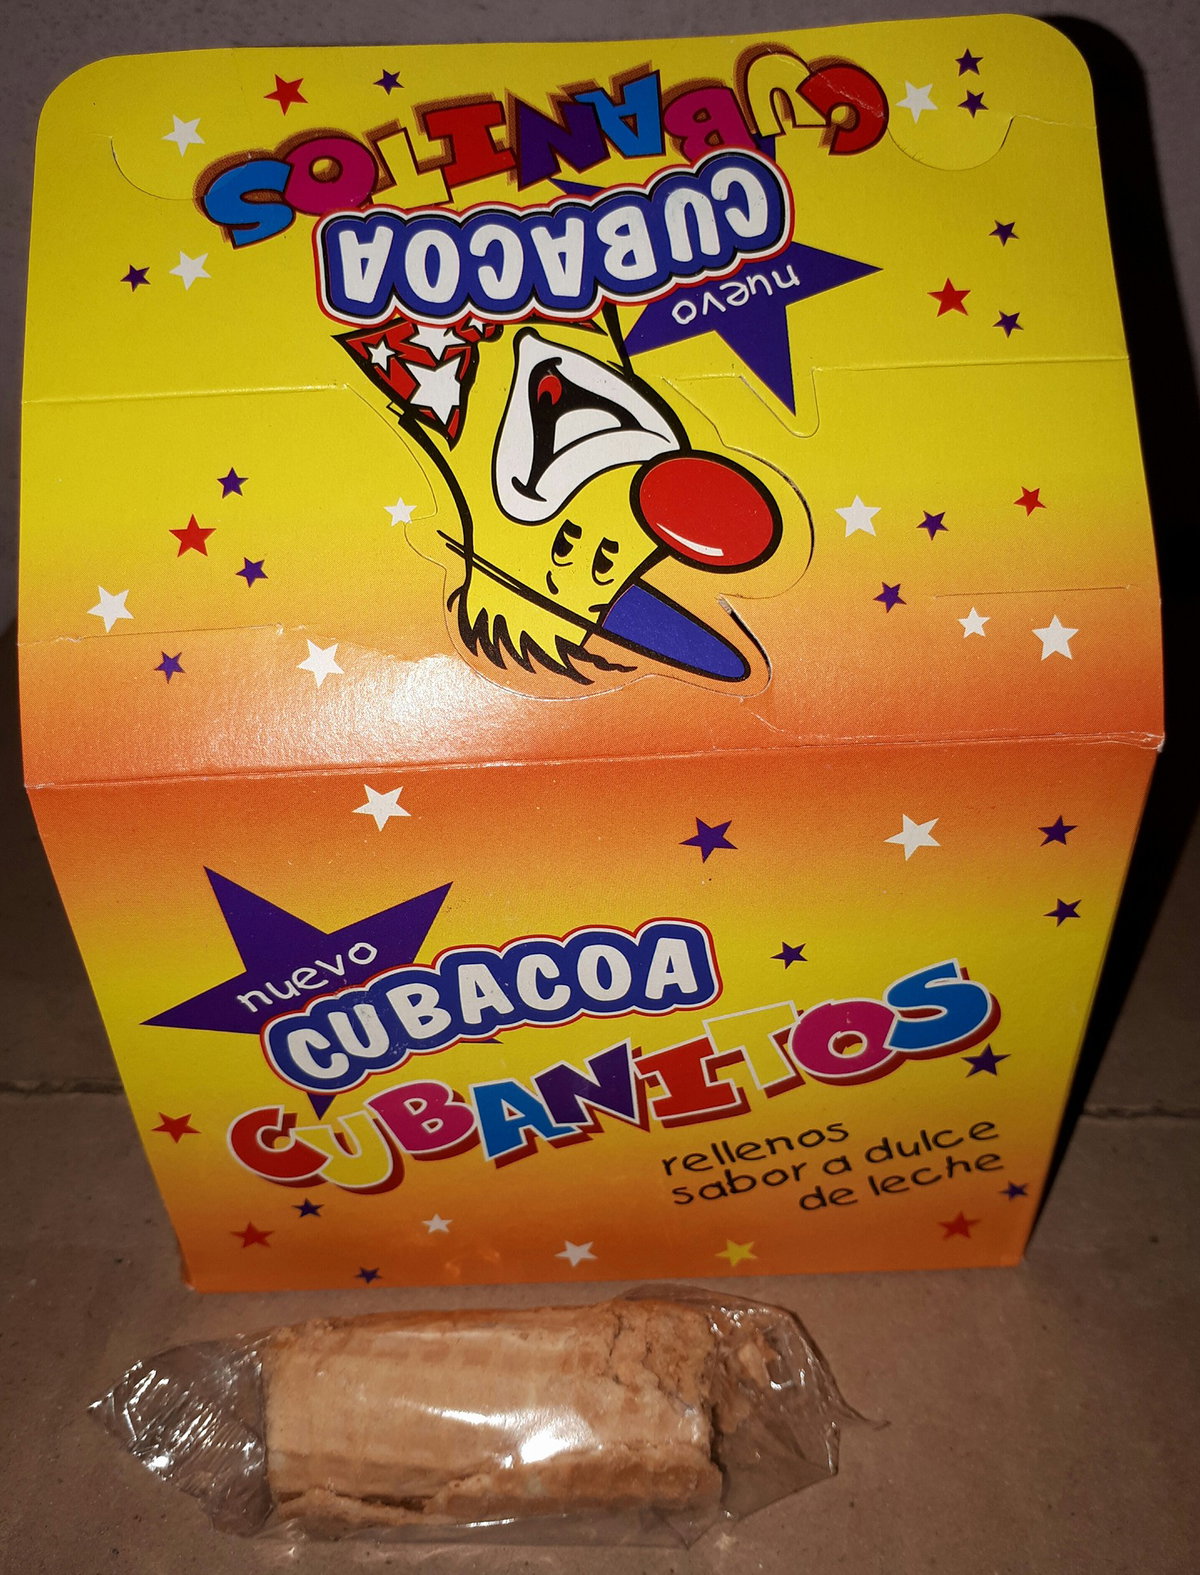 CUBANITOS
CUBACOA
nuevo
nuevo
CUBACOA
CUBANITOS
rellenos
sabor a dulce
de leche